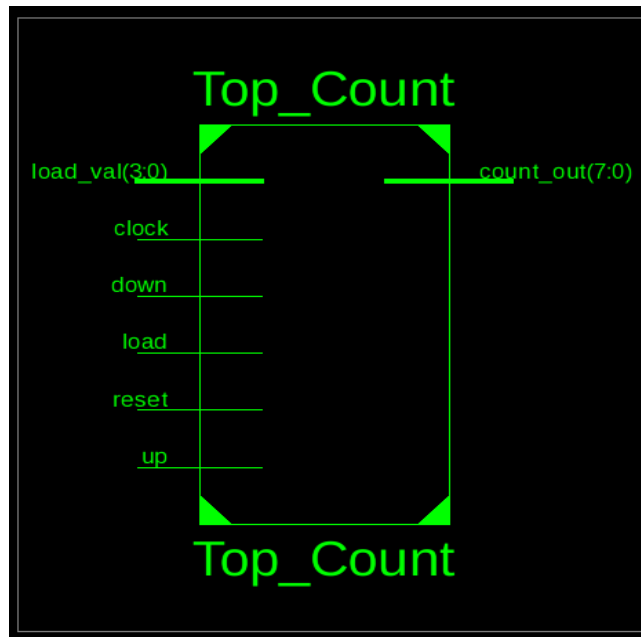 Top_Count
load_val(3:0)
count_out(7:0)
clock
down
load
reset
up
Top_Count